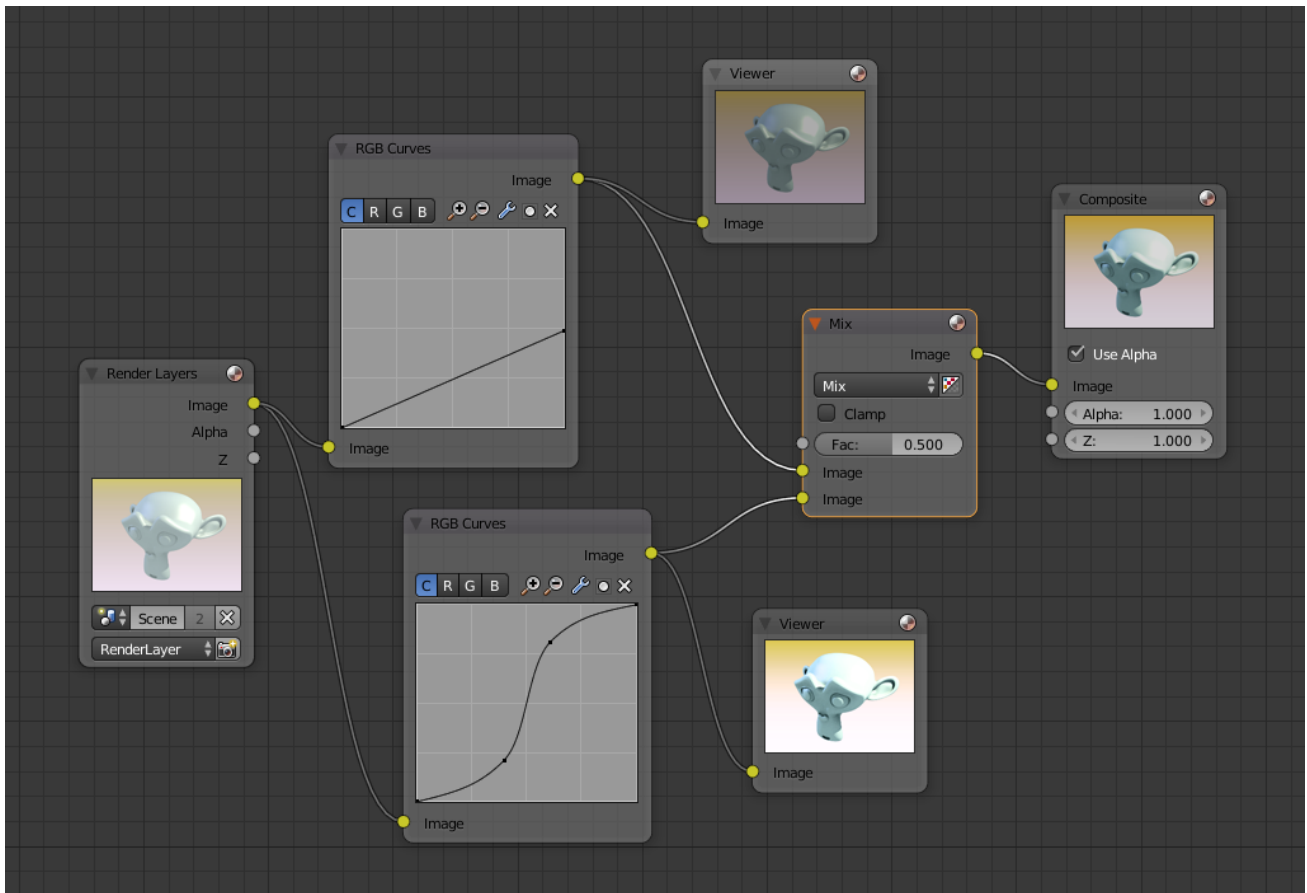 Render Layers
Image
Alpha
Z
Scene 2
RenderLayer
RGB Curves
Image
C R G B
Image
RGB Curves
Image
C R G B
Image
Viewer
Image
Mix
Image
Mix
Clamp
Fac: 0.500
Image
Image
Viewer
Image
Composite
Use Alpha
Image
Alpha: 1.000
Z: 1.000